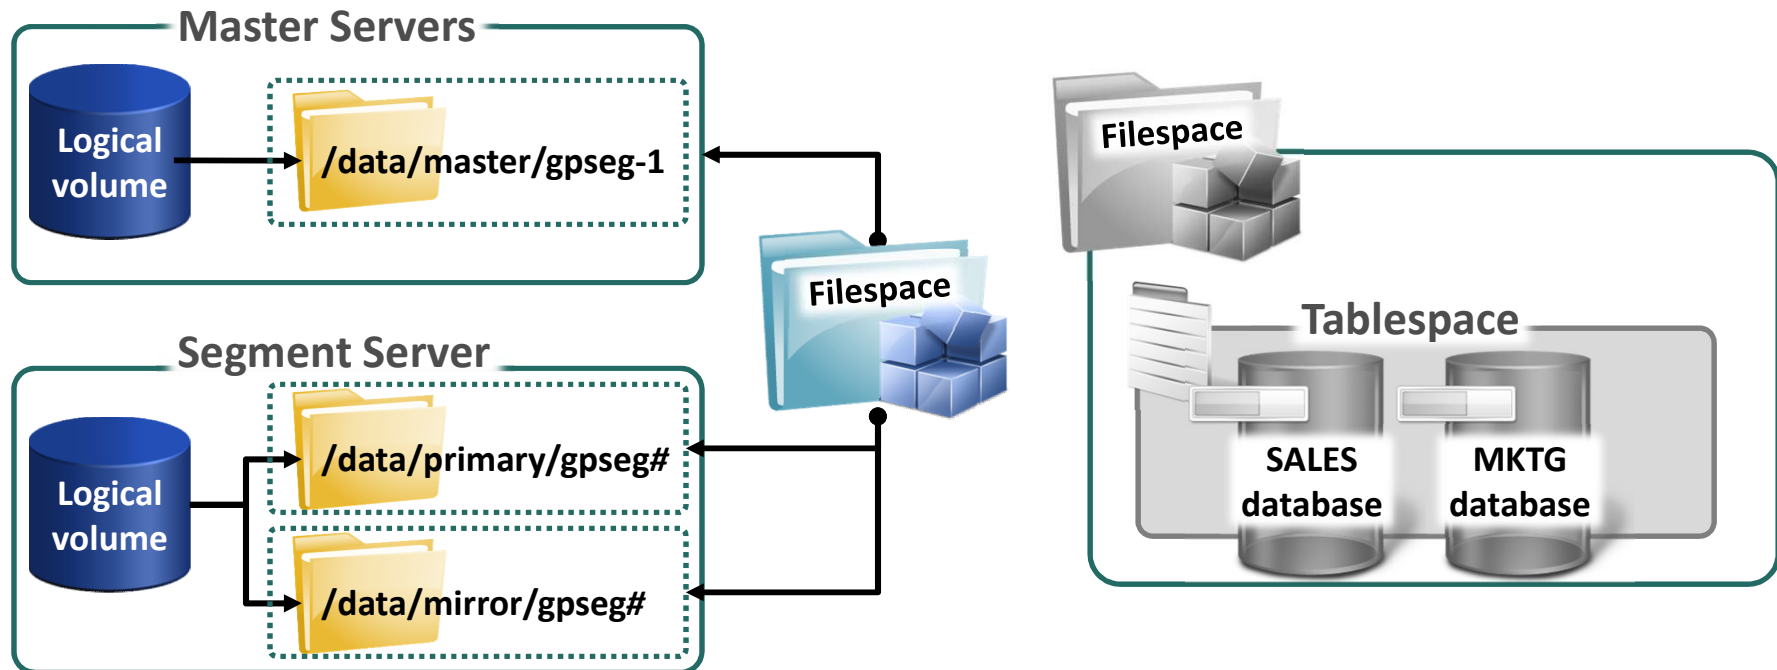 Master Servers
Logical
volume
/data/master/gpseg-1
Filespace
Segment Server
Logical
volume
/data/primary/gpseg#
/data/mirror/gpseg#
Filespace
Tablespace
SALES
database
MKTG
database